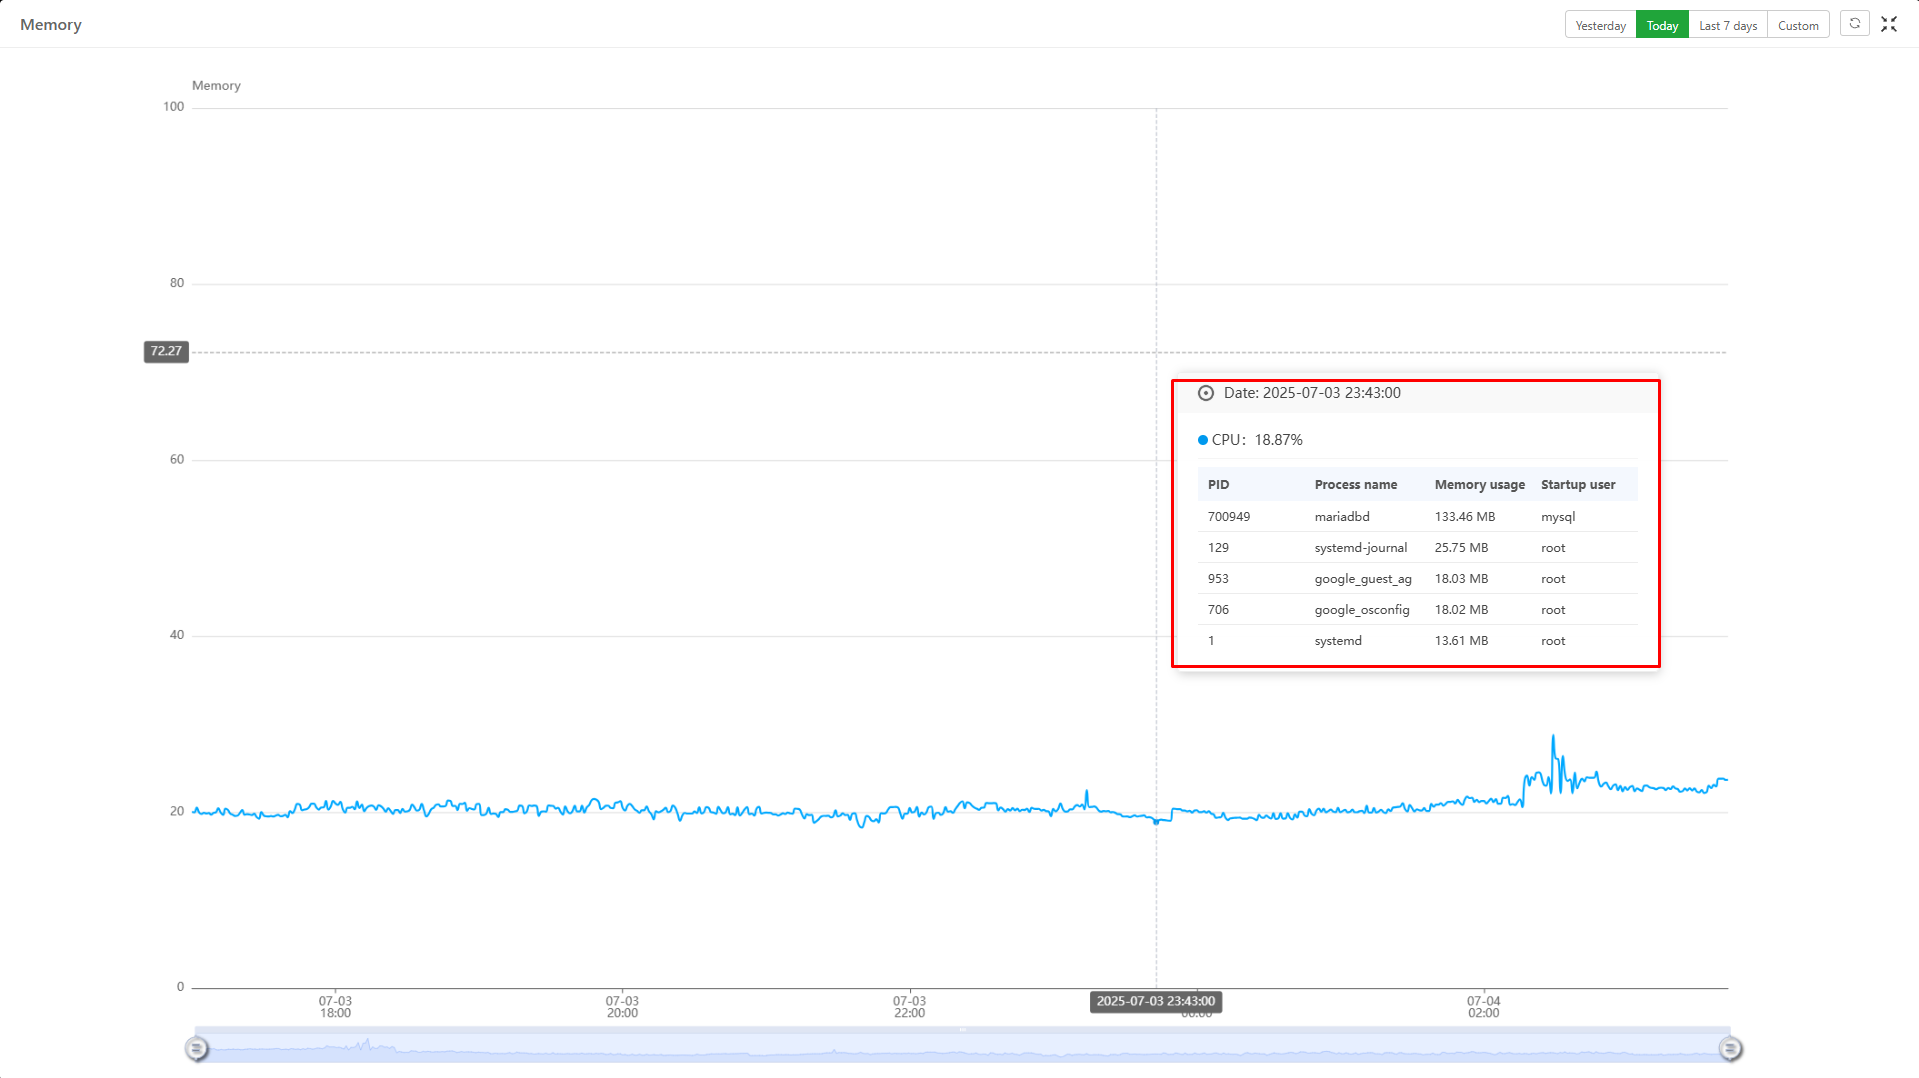 Memory
Yesterday Today Last 7 days Custom
Memory
100
80
72.27
Date: 2025-07-03 23:43:00
CPU: 18.87%
60
PID Process name Memory usage Startup user
700949 mariadbd 133.46 MB mysql
129 systemd-journal 25.75 MB root
953 google_guest_ag 18.03 MB root
706 google_osconfig 18.02 MB root
40
1 systemd 13.61 MB root
20
0
07-03 07-03 07-03 2025-07-03 23:43:00 07-04
18:00 20:00 22:00 00:00 02:00